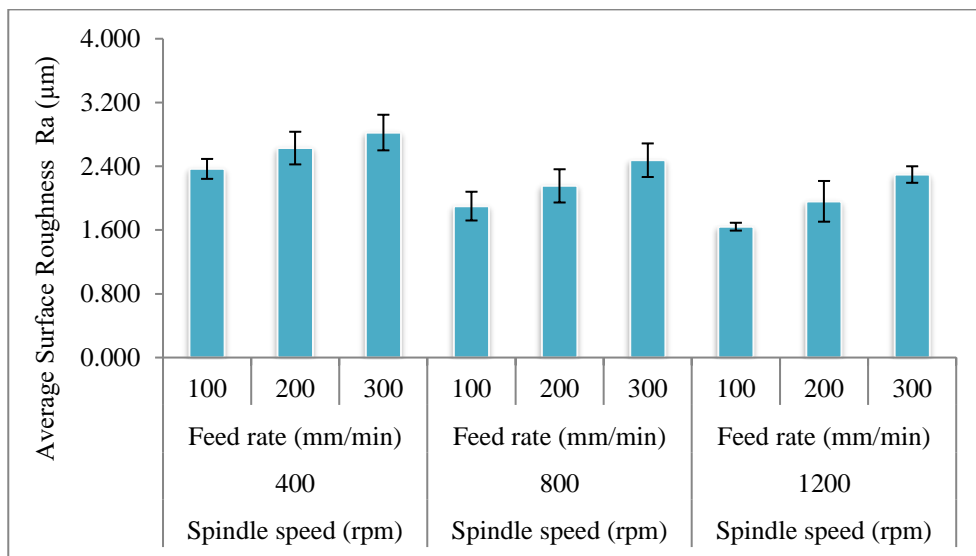 Average Surface Roughness Ra (µm)
4.000
3.200
2.400
1.600
0.800
0.000
100 200 300 100 200 300 100 200 300
Feed rate (mm/min) Feed rate (mm/min) Feed rate (mm/min)
400 800 1200
Spindle speed (rpm) Spindle speed (rpm) Spindle speed (rpm)